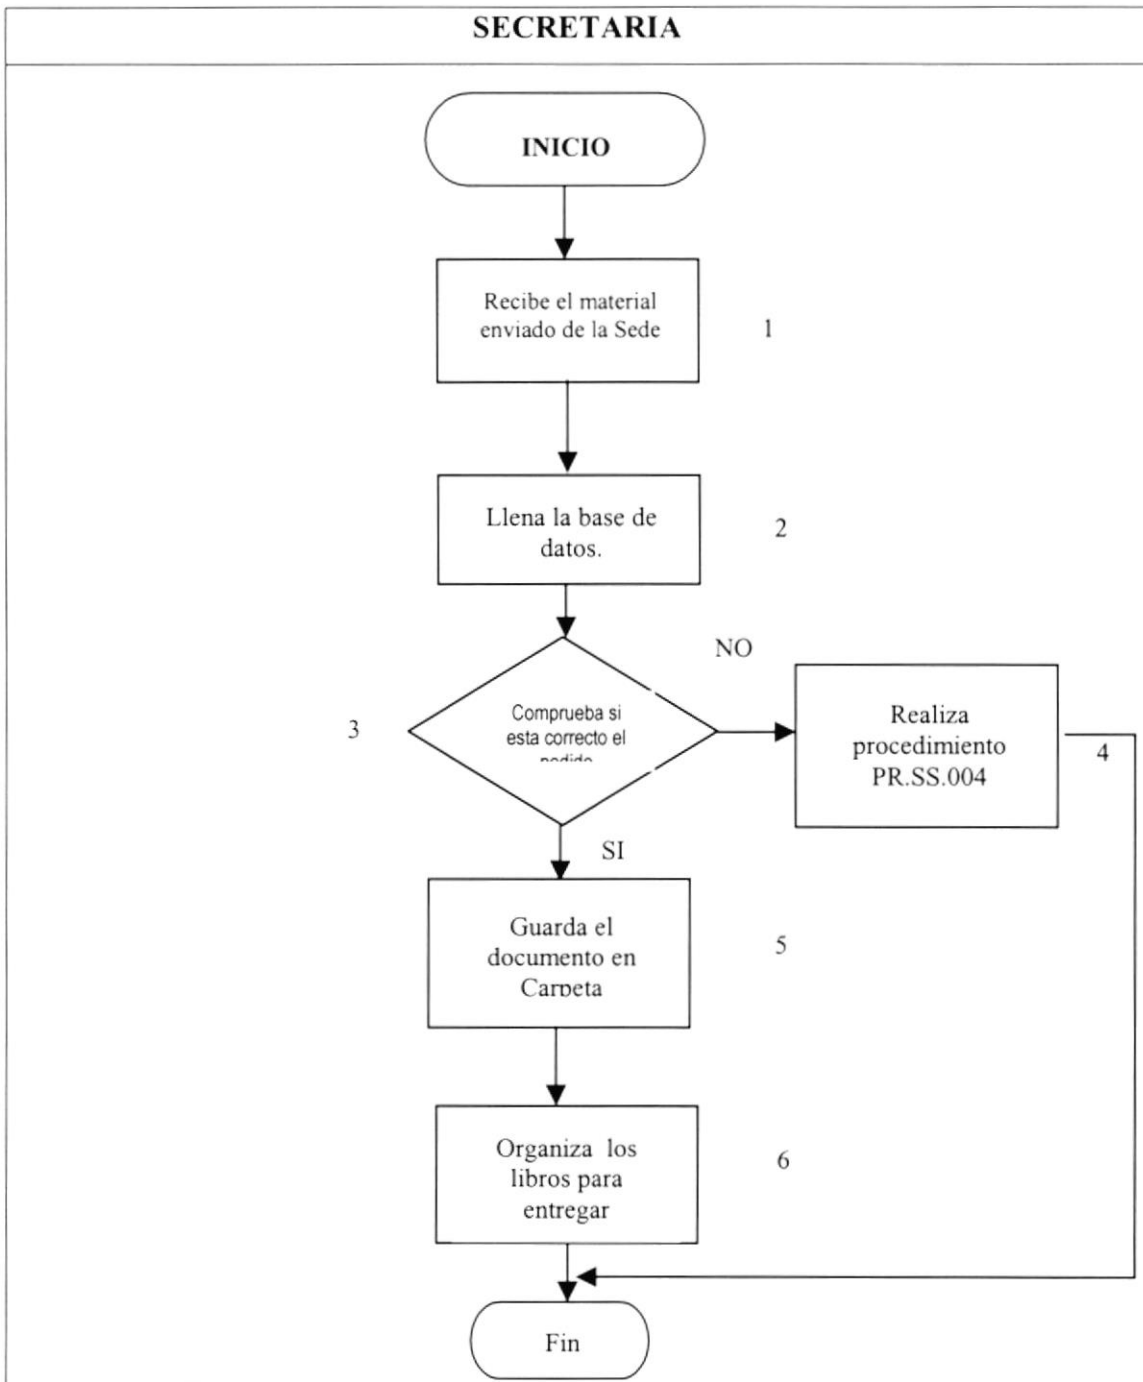 SECRETARIA
INICIO
Recibe el material
enviado de la Sede
1
Llena la base de
datos.
2
NO
3
Comprueba si
esta correcto el
pedido
Realiza
procedimiento
PR.SS.004
4
SI
Guarda el
documento en
Carpeta
5
Organiza los
libros para
entregar
6
Fin